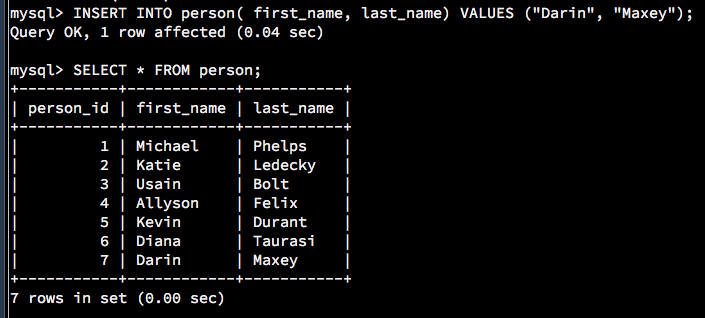 mysql> INSERT INTO person( first_name, last_name) VALUES ("Darin", "Maxey");
Query OK, 1 row affected (0.04 sec)
mysql> SELECT * FROM person;
+-----------+------------+-----------+
| person_id | first_name | last_name |
+-----------+------------+-----------+
|         1 | Michael    | Phelps    |
|         2 | Katie      | Ledecky   |
|         3 | Usain      | Bolt      |
|         4 | Allyson    | Felix     |
|         5 | Kevin      | Durant    |
|         6 | Diana      | Taurasi   |
|         7 | Darin      | Maxey     |
+-----------+------------+-----------+
7 rows in set (0.00 sec)